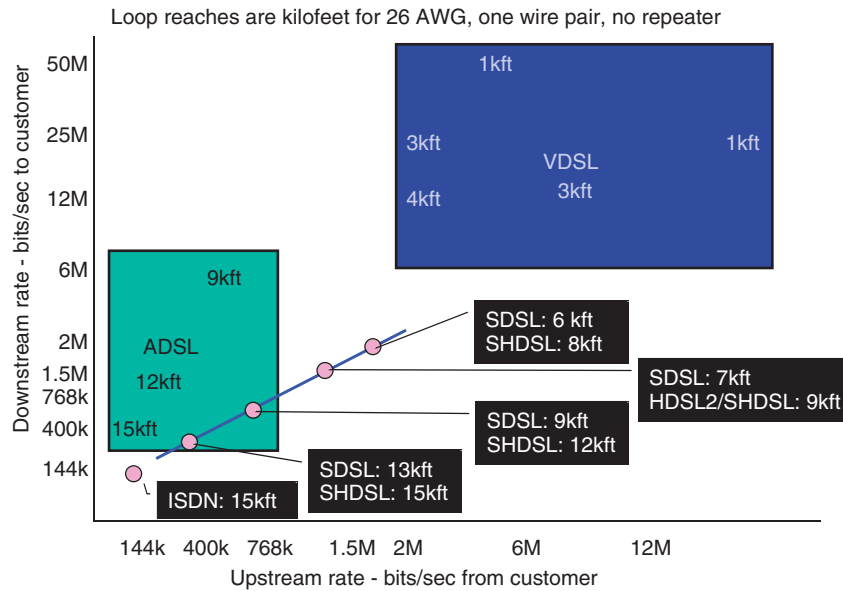 Loop reaches are kilofeet for 26 AWG, one wire pair, no repeater
Downstream rate - bits/sec to customer
50M
25M
12M
6M
2M
1.5M
768k
400k
144k
1kft
3kft
1kft
VDSL
4kft
3kft
9kft
ADSL
12kft
15kft
SDSL: 6 kft
SHDSL: 8kft
SDSL: 7kft
HDSL2/SHDSL: 9kft
SDSL: 9kft
SHDSL: 12kft
SDSL: 13kft
SHDSL: 15kft
ISDN: 15kft
144k 400k 768k 1.5M 2M 6M 12M
Upstream rate - bits/sec from customer